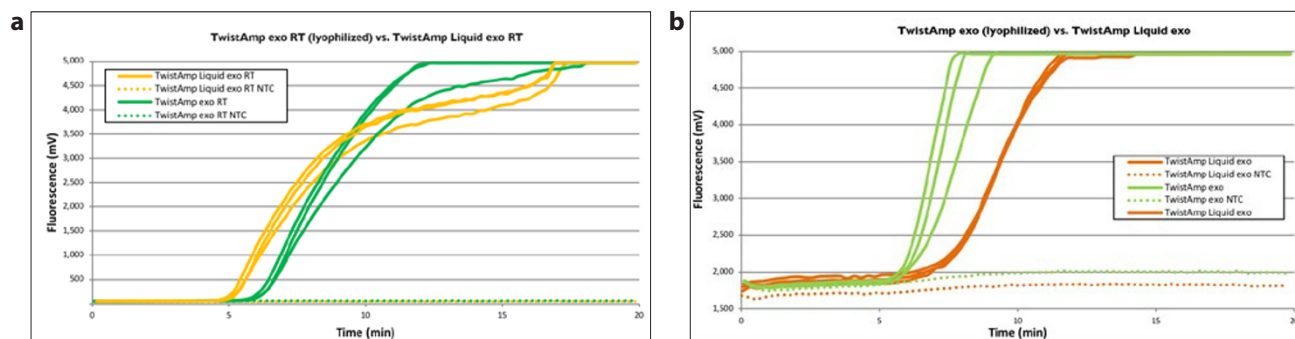 a
TwistAmp exo RT (lyophilized) vs. TwistAmp Liquid exo RT
5,000
4,500
4,000
3,500
3,000
2,500
2,000
1,500
1,000
500
Fluorescence (mV)
TwistAmp Liquid exo RT
TwistAmp Liquid exo RT NTC
TwistAmp exo RT
TwistAmp exo RT NTC
0 5 10 15 20
Time (min)
b
TwistAmp exo (lyophilized) vs. TwistAmp Liquid exo
5,000
4,500
4,000
3,500
3,000
2,500
2,000
1,500
Fluorescence (mV)
TwistAmp Liquid exo
TwistAmp Liquid exo NTC
TwistAmp exo
TwistAmp exo NTC
TwistAmp Liquid exo
0 5 10 15 20
Time (min)